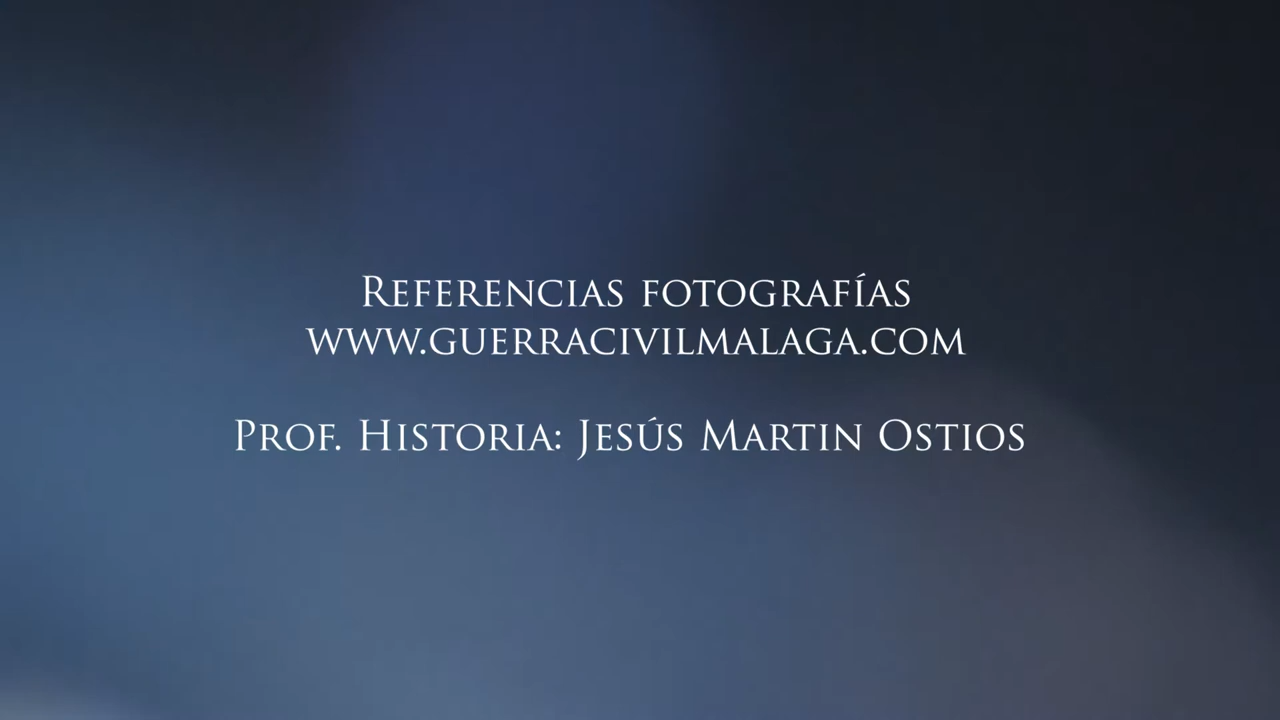 Referencias fotografías
www.guerracivilmalaga.com
Prof. Historia: Jesús Martin Ostios